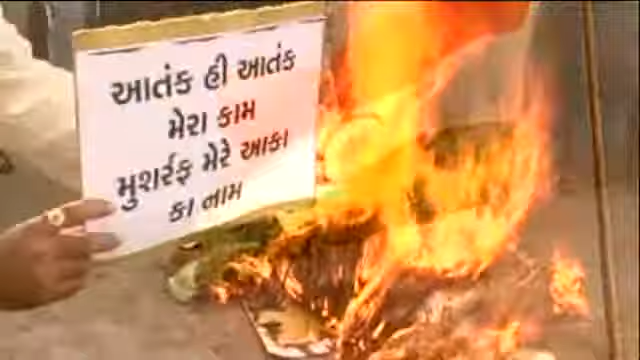 આતંક હી આતંક
મેરા કામ
મુશર્રફ મેરે આકા
કા નામ